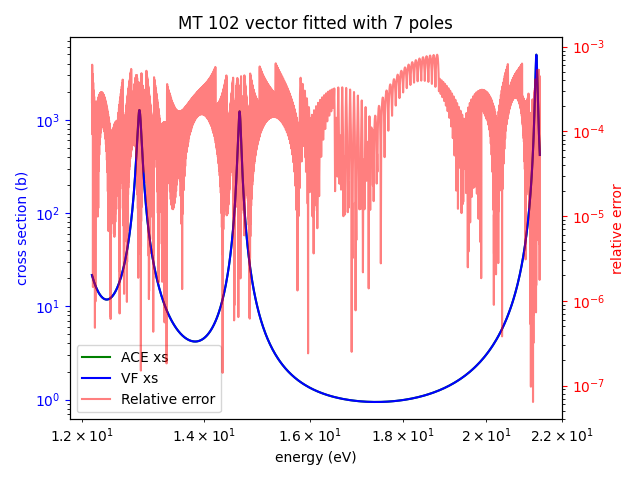 MT 102 vector fitted with 7 poles
cross section (b)
10³
10²
10¹
10⁰
10⁻³
10⁻⁴
10⁻⁵
10⁻⁶
10⁻⁷
relative error
ACE xs
VF xs
Relative error
1.2 × 10¹ 1.4 × 10¹ 1.6 × 10¹ 1.8 × 10¹ 2 × 10¹ 2.2 × 10¹
energy (eV)